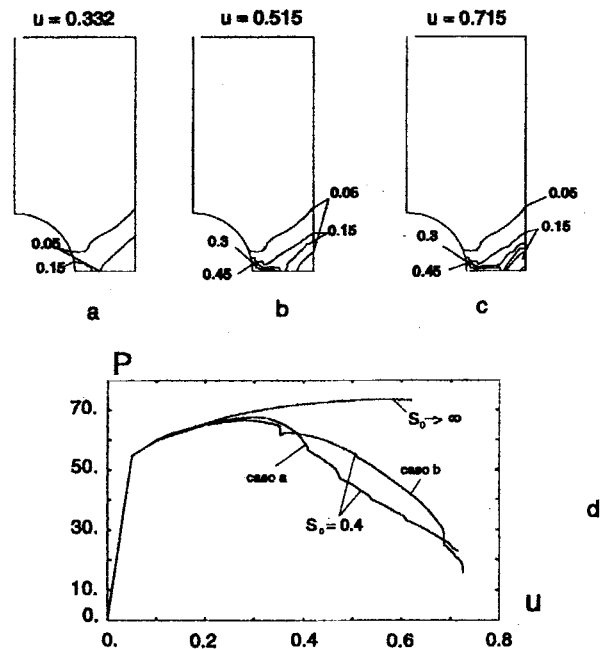 u = 0.332
u = 0.515
u = 0.715
0.05
0.15
0.05
0.15
0.3
0.45
0.05
0.15
0.3
0.45
a
b
c
P
70.
50.
30.
10.
0.
S₀→ ∞
caso a
caso b
S₀= 0.4
d
u
0.
0.2
0.4
0.6
0.8